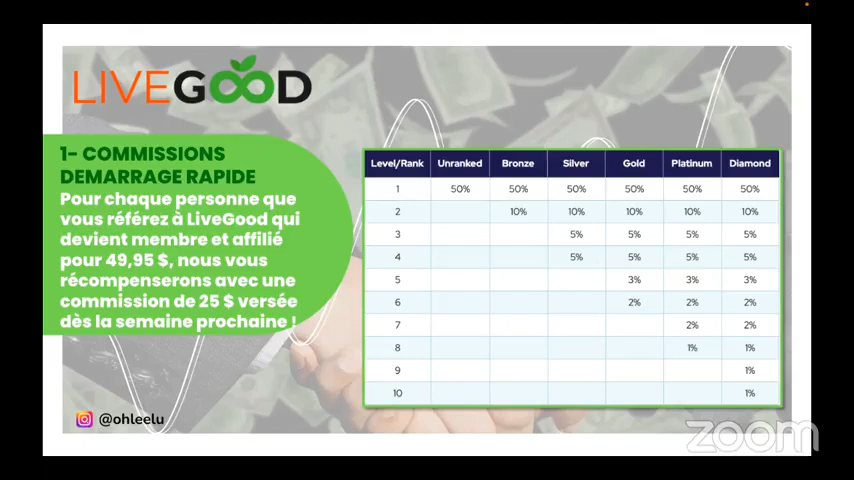 LIVEGOOD
1- COMMISSIONS
DEMARRAGE RAPIDE
Pour chaque personne que
vous référez à LiveGood qui
devient membre et affilié
pour 49,95 $, nous vous
récompenserons avec une
commission de 25 $ versée
dès la semaine prochaine !
Level/Rank Unranked Bronze Silver Gold Platinum Diamond
1 50% 50% 50% 50% 50% 50%
2 10% 10% 10% 10% 10%
3 5% 5% 5% 5%
4 5% 5% 5% 5%
5 3% 3% 3%
6 2% 2% 2%
7 2% 2%
8 1% 1%
9 1%
10 1%
@ohleelu
zoom